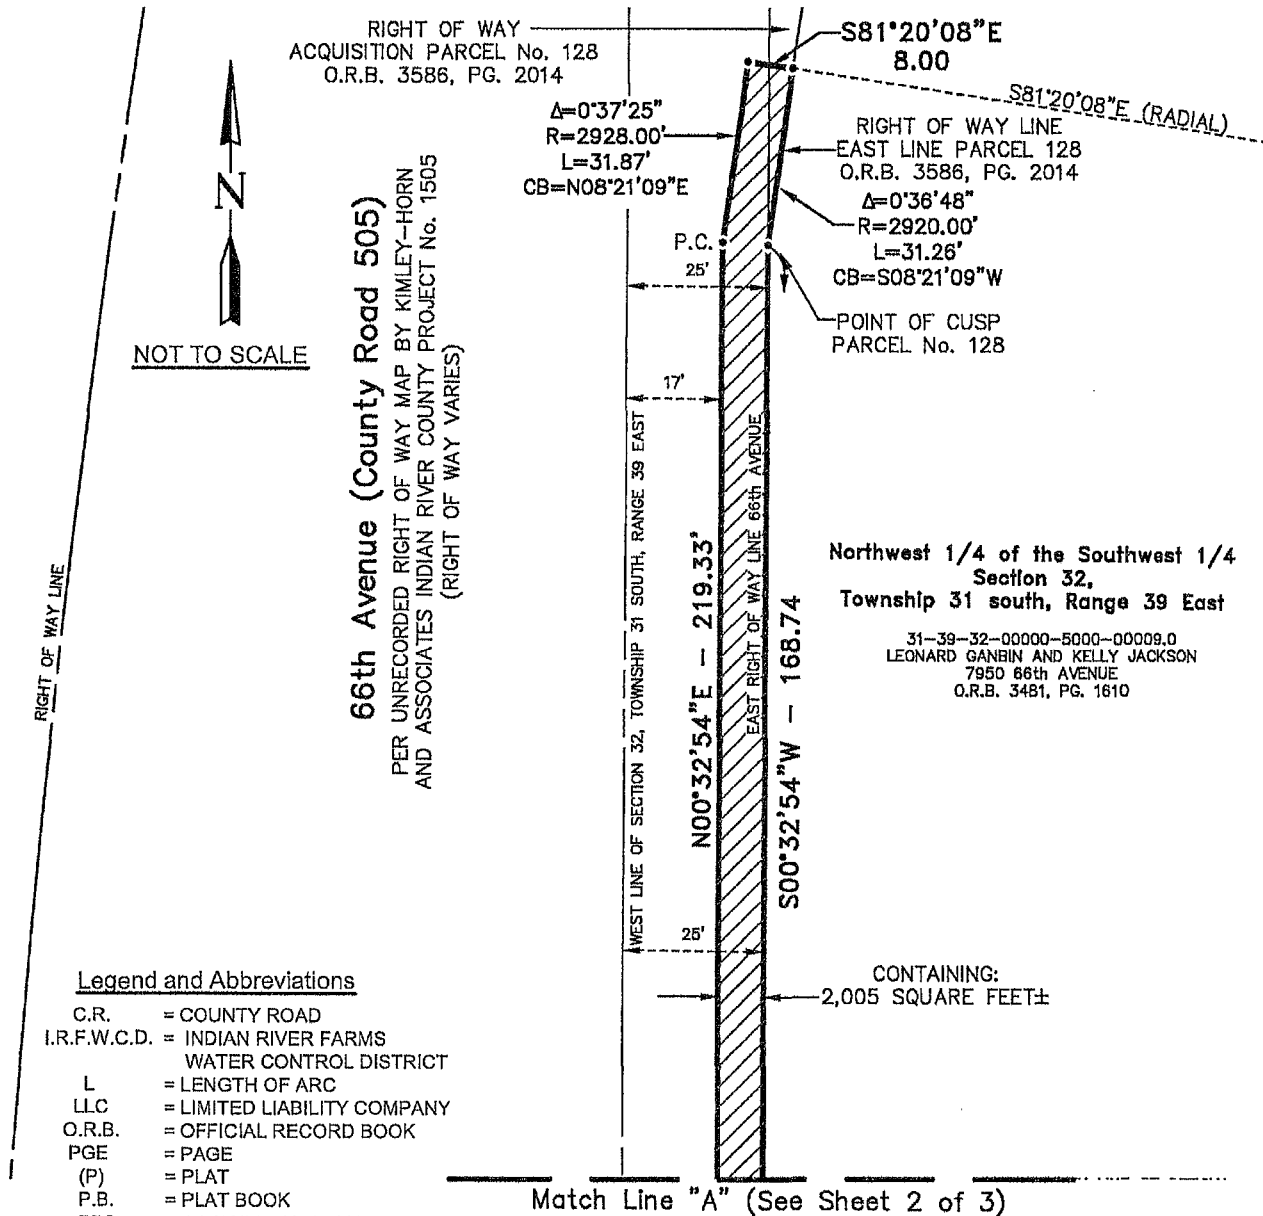 RIGHT OF WAY
ACQUISITION PARCEL No. 128
O.R.B. 3586, PG. 2014
S81°20'08"E
8.00
S81°20'08"E (RADIAL)
Δ=0°37'25"
R=2928.00'
L=31.87'
CB=N08°21'09"E
RIGHT OF WAY LINE
EAST LINE PARCEL 128
O.R.B. 3586, PG. 2014
Δ=0°36'48"
R=2920.00'
L=31.26'
CB=S08°21'09"W
N
NOT TO SCALE
P.C.
25'
POINT OF CUSP
PARCEL No. 128
17'
66th Avenue (County Road 505)
PER UNRECORDED RIGHT OF WAY MAP BY KIMLEY-HORN
AND ASSOCIATES INDIAN RIVER COUNTY PROJECT No. 1505
(RIGHT OF WAY VARIES)
RIGHT OF WAY LINE
WEST LINE OF SECTION 32, TOWNSHIP 31 SOUTH, RANGE 39 EAST
N00°32'54"E - 219.33'
EAST RIGHT OF WAY LINE 66th AVENUE
S00°32'54"W - 168.74
Northwest 1/4 of the Southwest 1/4
Section 32,
Township 31 south, Range 39 East
31-39-32-00000-5000-00009.0
LEONARD GANBIN AND KELLY JACKSON
7950 66th AVENUE
O.R.B. 3481, PG. 1610
25'
CONTAINING:
2,005 SQUARE FEET±
Legend and Abbreviations
C.R. = COUNTY ROAD
I.R.F.W.C.D. = INDIAN RIVER FARMS
WATER CONTROL DISTRICT
L = LENGTH OF ARC
LLC = LIMITED LIABILITY COMPANY
O.R.B. = OFFICIAL RECORD BOOK
PGE = PAGE
(P) = PLAT
P.B. = PLAT BOOK
Match Line "A" (See Sheet 2 of 3)